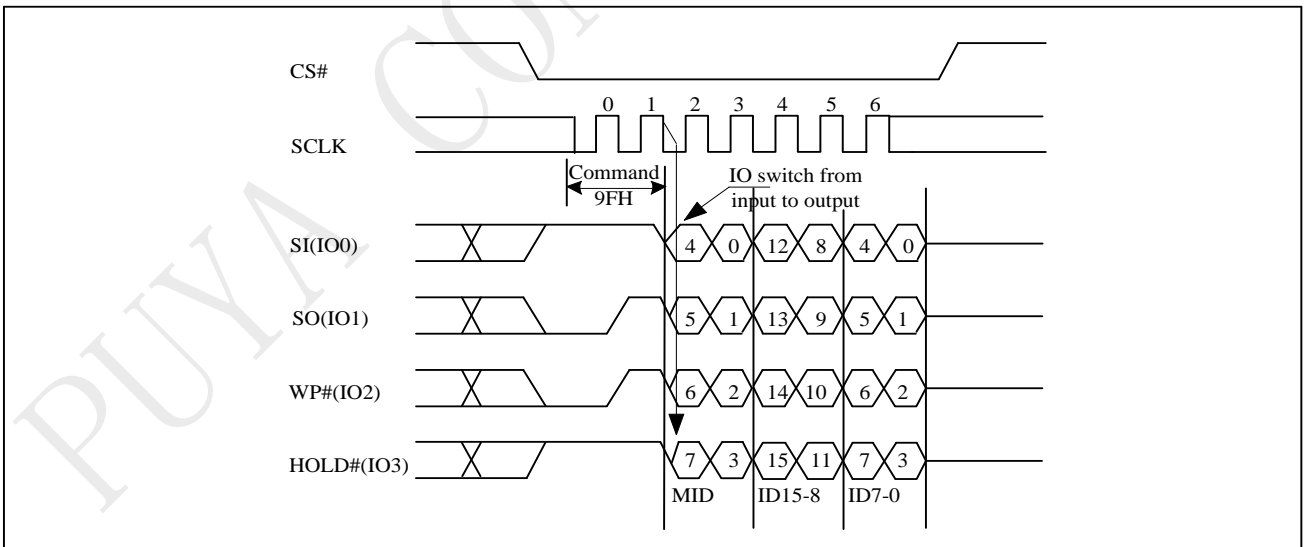 CS#
0 1 2 3 4 5 6
SCLK
Command
9FH
IO switch from
input to output
SI(IO0)
4 0 12 8 4 0
SO(IO1)
5 1 13 9 5 1
WP#(IO2)
6 2 14 10 6 2
HOLD#(IO3)
7 3 15 11 7 3
MID ID15-8 ID7-0
PUYA